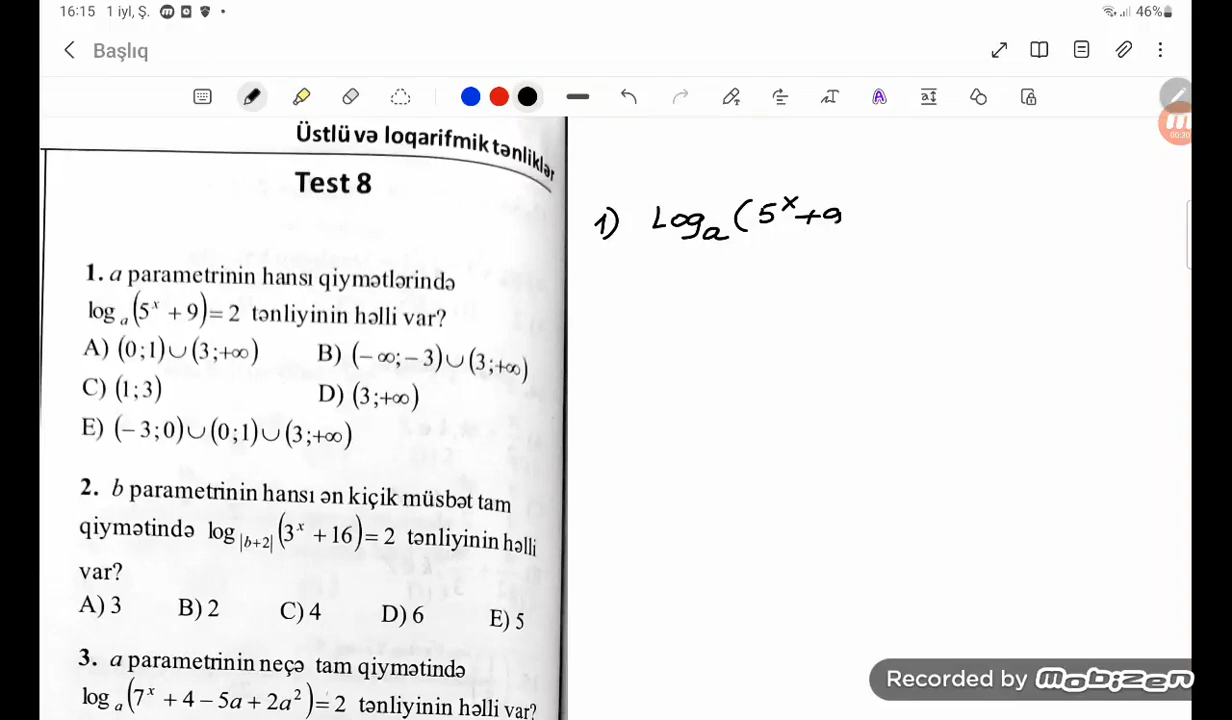 16:15 1 iyl, Ş.
46%
Başlıq
Üstlü və loqarifmik tənliklər
Test 8
1. a parametrinin hansı qiymətlərində
log a (5^x + 9) = 2 tənliyinin həlli var?
A) (0;1)∪(3;+∞) B) (−∞;−3)∪(3;+∞)
C) (1;3) D) (3;+∞)
E) (−3;0)∪(0;1)∪(3;+∞)
2. b parametrinin hansı ən kiçik müsbət tam
qiymətində log |b+2| (3^x + 16) = 2 tənliyinin həlli
var?
A) 3 B) 2 C) 4 D) 6 E) 5
3. a parametrinin neçə tam qiymətində
log a (7^x + 4 − 5a + 2a^2) = 2 tənliyinin həlli var?
1) Log a (5^x+9
00:20
Recorded by mobizen